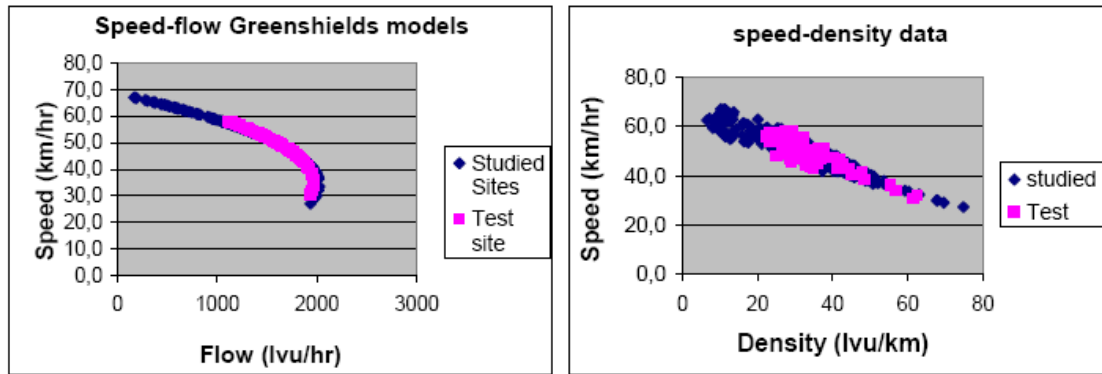 Speed-flow Greenshields models
80,0
70,0
60,0
50,0
40,0
30,0
20,0
10,0
0,0
Speed (km/hr)
0 1000 2000 3000
Flow (lvu/hr)
Studied
Sites
Test
site
speed-density data
80,0
60,0
40,0
20,0
0,0
Speed (km/hr)
0 20 40 60 80
Density (lvu/km)
studied
Test